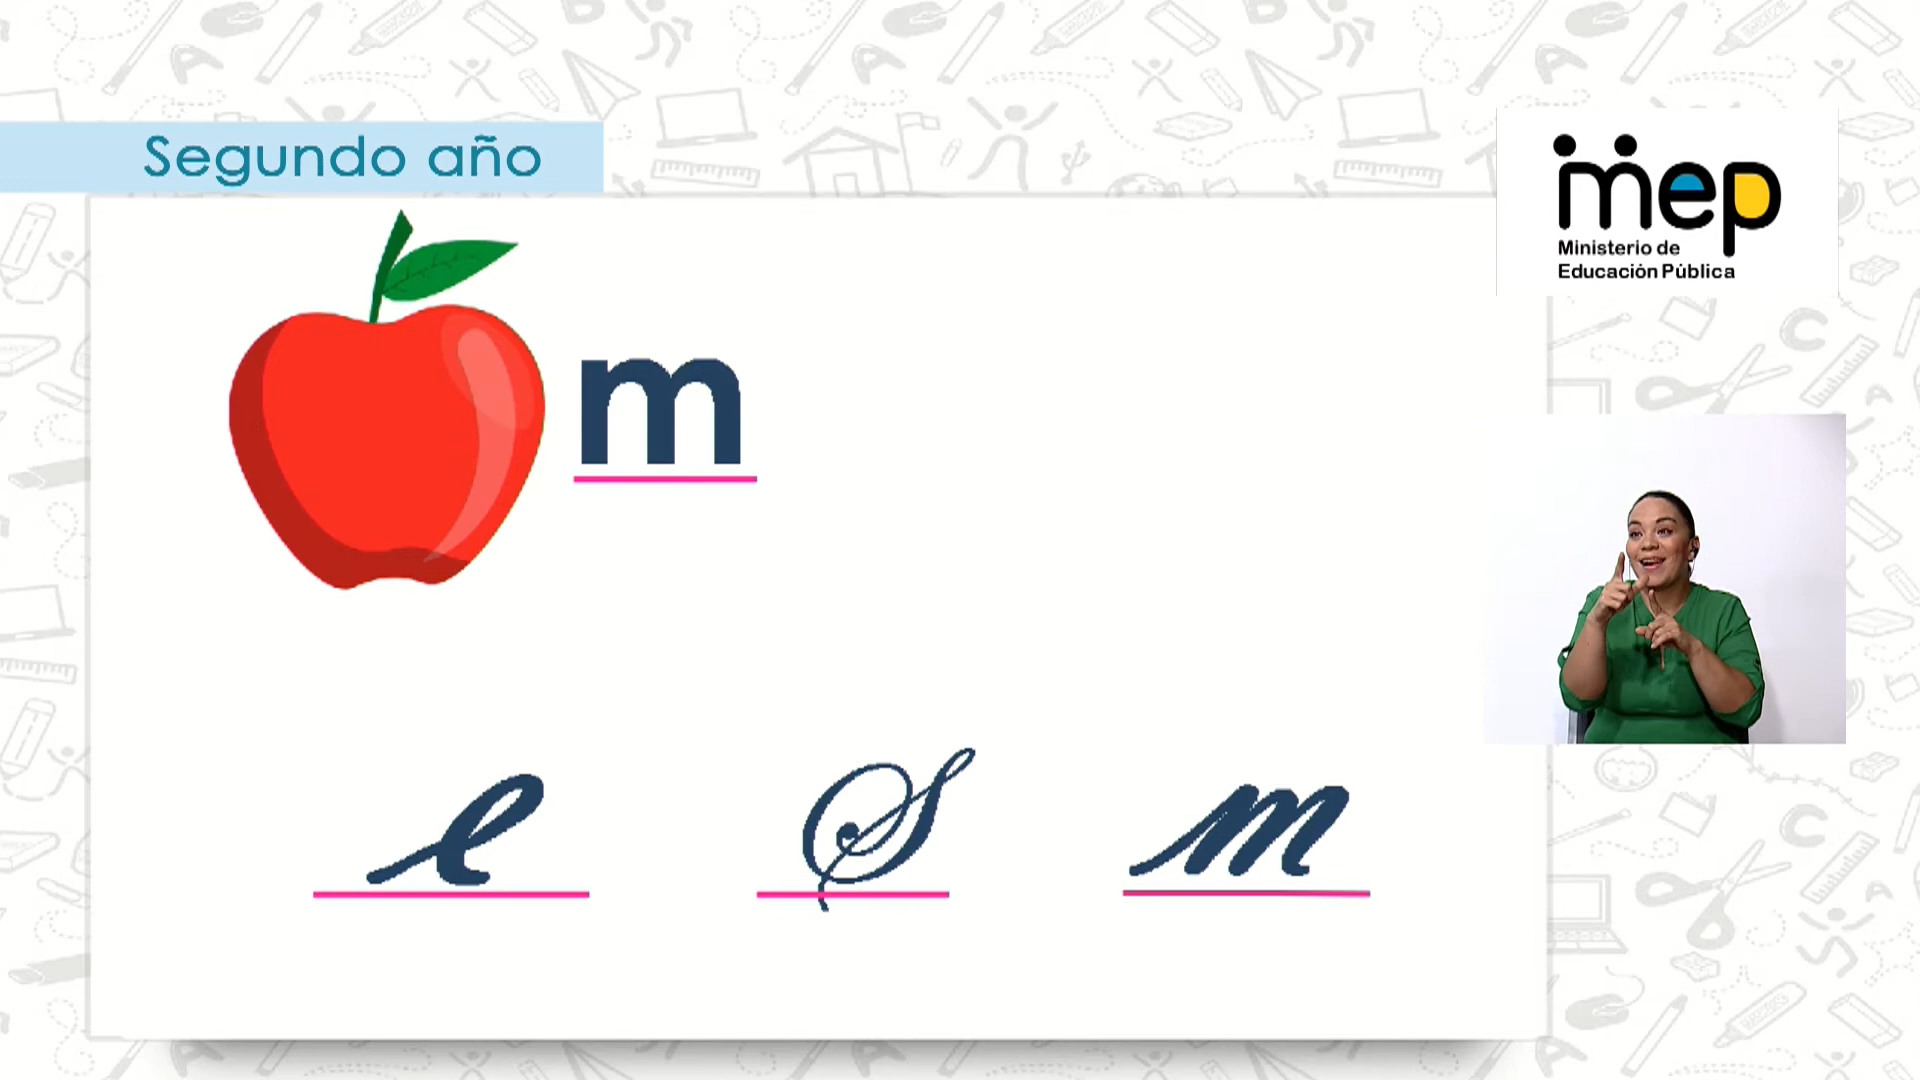 Segundo año
mep
Ministerio de
Educación Pública
m
e S m